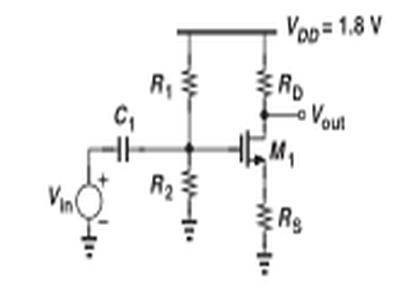 V_DD = 1.8 V
R_1
R_D
C_1
V_out
M_1
R_2
V_in
+
−
R_S